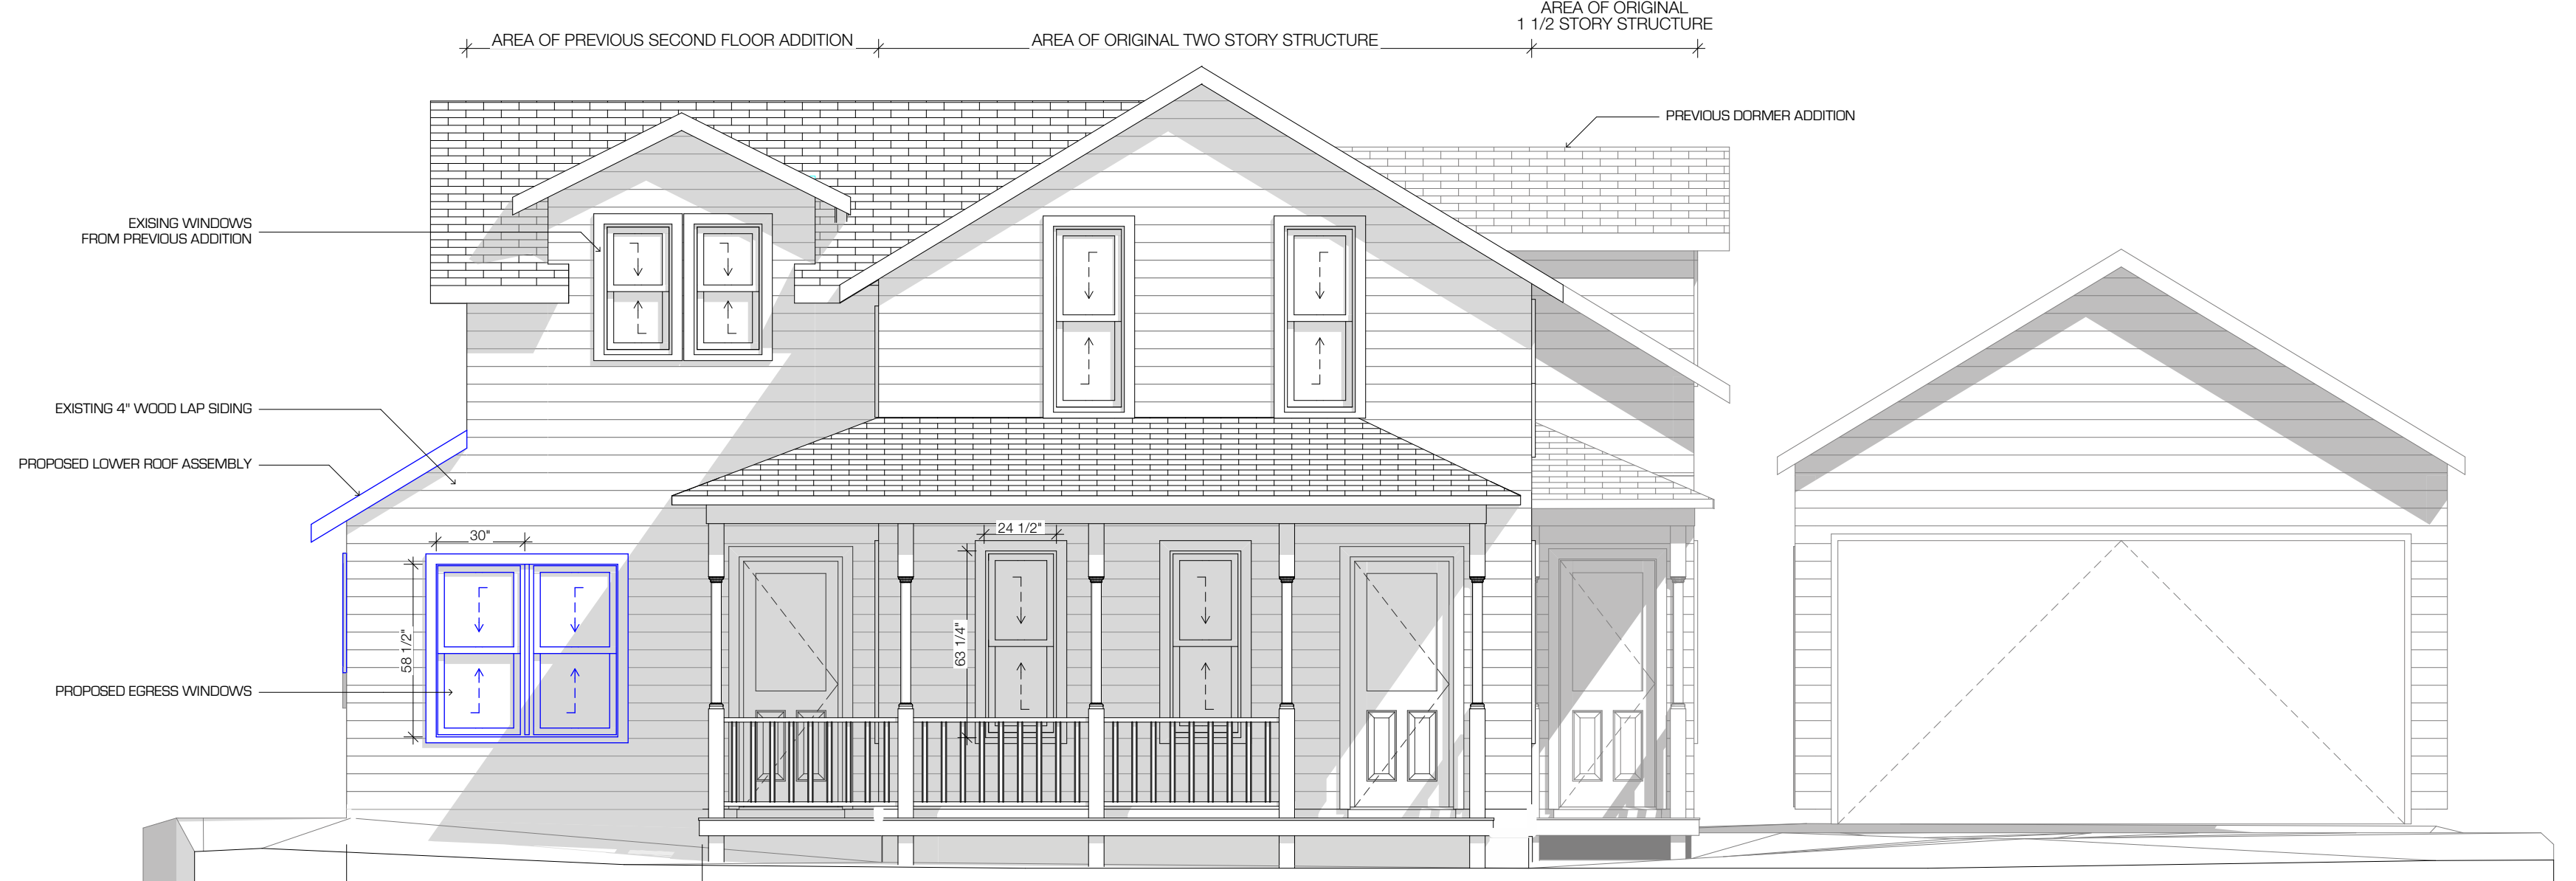 AREA OF ORIGINAL
1 1/2 STORY STRUCTURE
AREA OF PREVIOUS SECOND FLOOR ADDITION
AREA OF ORIGINAL TWO STORY STRUCTURE
PREVIOUS DORMER ADDITION
EXISING WINDOWS
FROM PREVIOUS ADDITION
EXISTING 4" WOOD LAP SIDING
PROPOSED LOWER ROOF ASSEMBLY
30"
24 1/2"
58 1/2"
63 1/4"
PROPOSED EGRESS WINDOWS